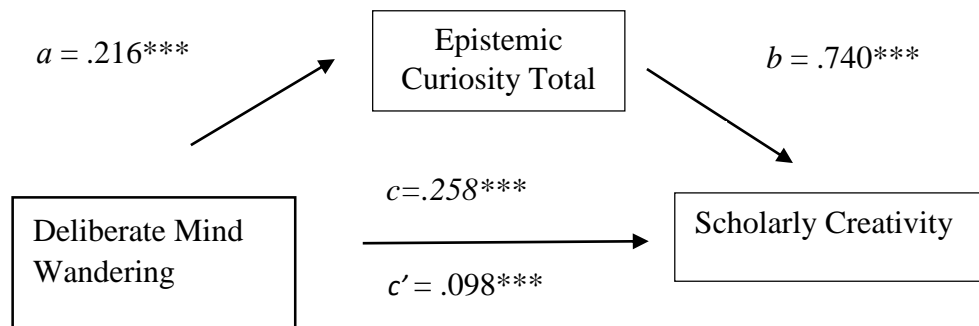 a = .216***
Epistemic
Curiosity Total
b = .740***
c=.258***
Deliberate Mind
Wandering
Scholarly Creativity
c’ = .098***